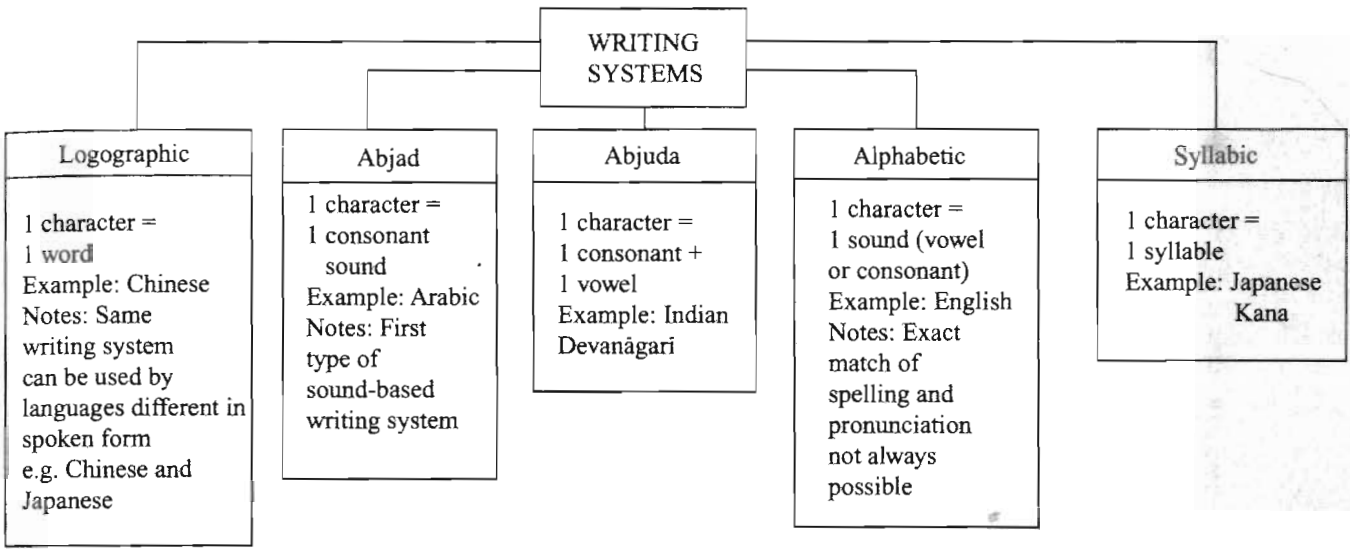 WRITING
SYSTEMS
Logographic
1 character =
1 word
Example: Chinese
Notes: Same
writing system
can be used by
languages different in
spoken form
e.g. Chinese and
Japanese
Abjad
1 character =
1 consonant
sound
Example: Arabic
Notes: First
type of
sound-based
writing system
Abjuda
1 character =
1 consonant +
1 vowel
Example: Indian
Devanâgarî
Alphabetic
1 character =
1 sound (vowel
or consonant)
Example: English
Notes: Exact
match of
spelling and
pronunciation
not always
possible
Syllabic
1 character =
1 syllable
Example: Japanese
Kana